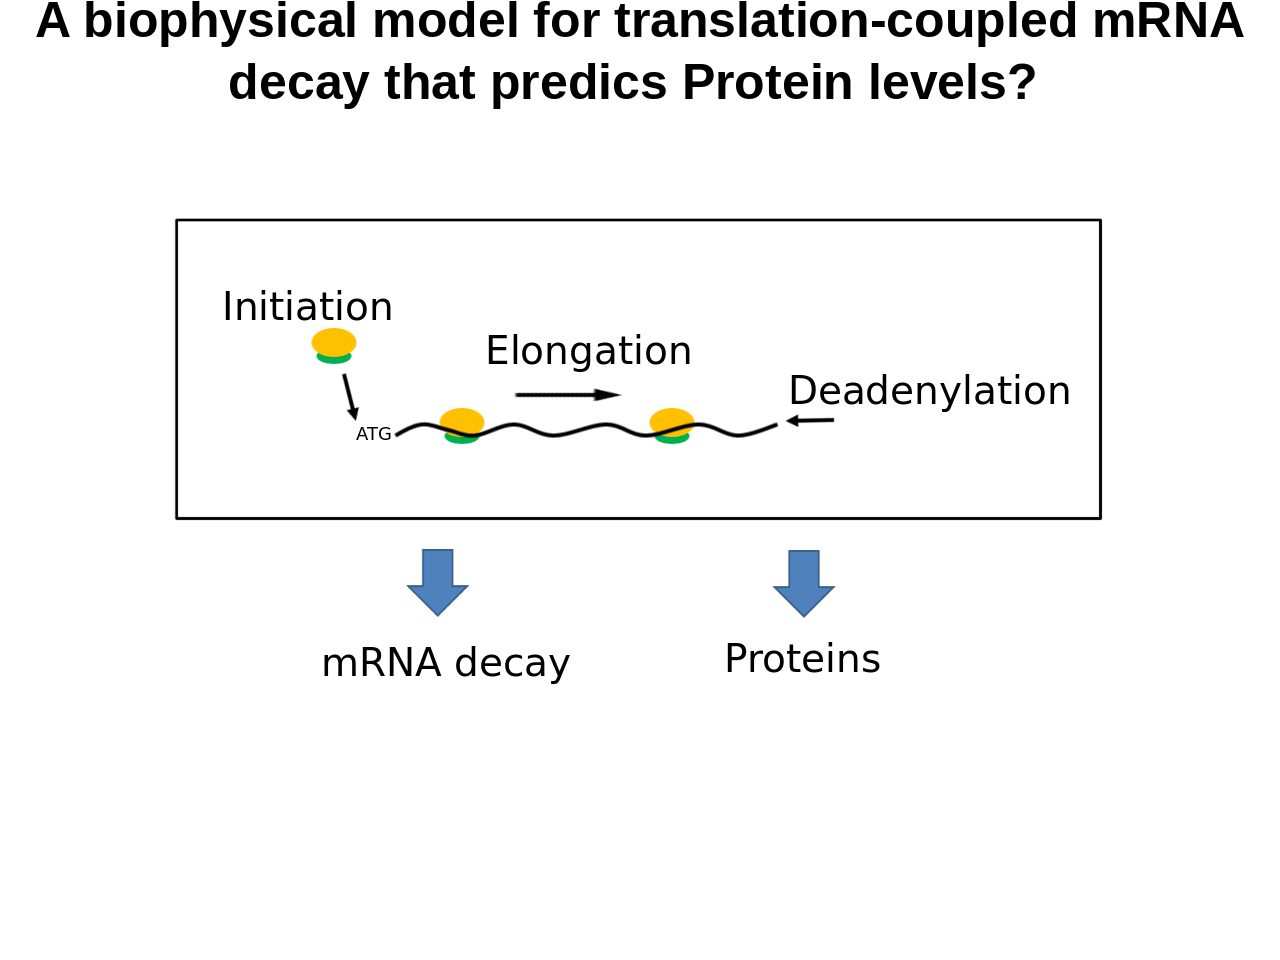 A biophysical model for translation-coupled mRNA
decay that predics Protein levels?
Initiation
Elongation
Deadenylation
ATG
mRNA decay
Proteins